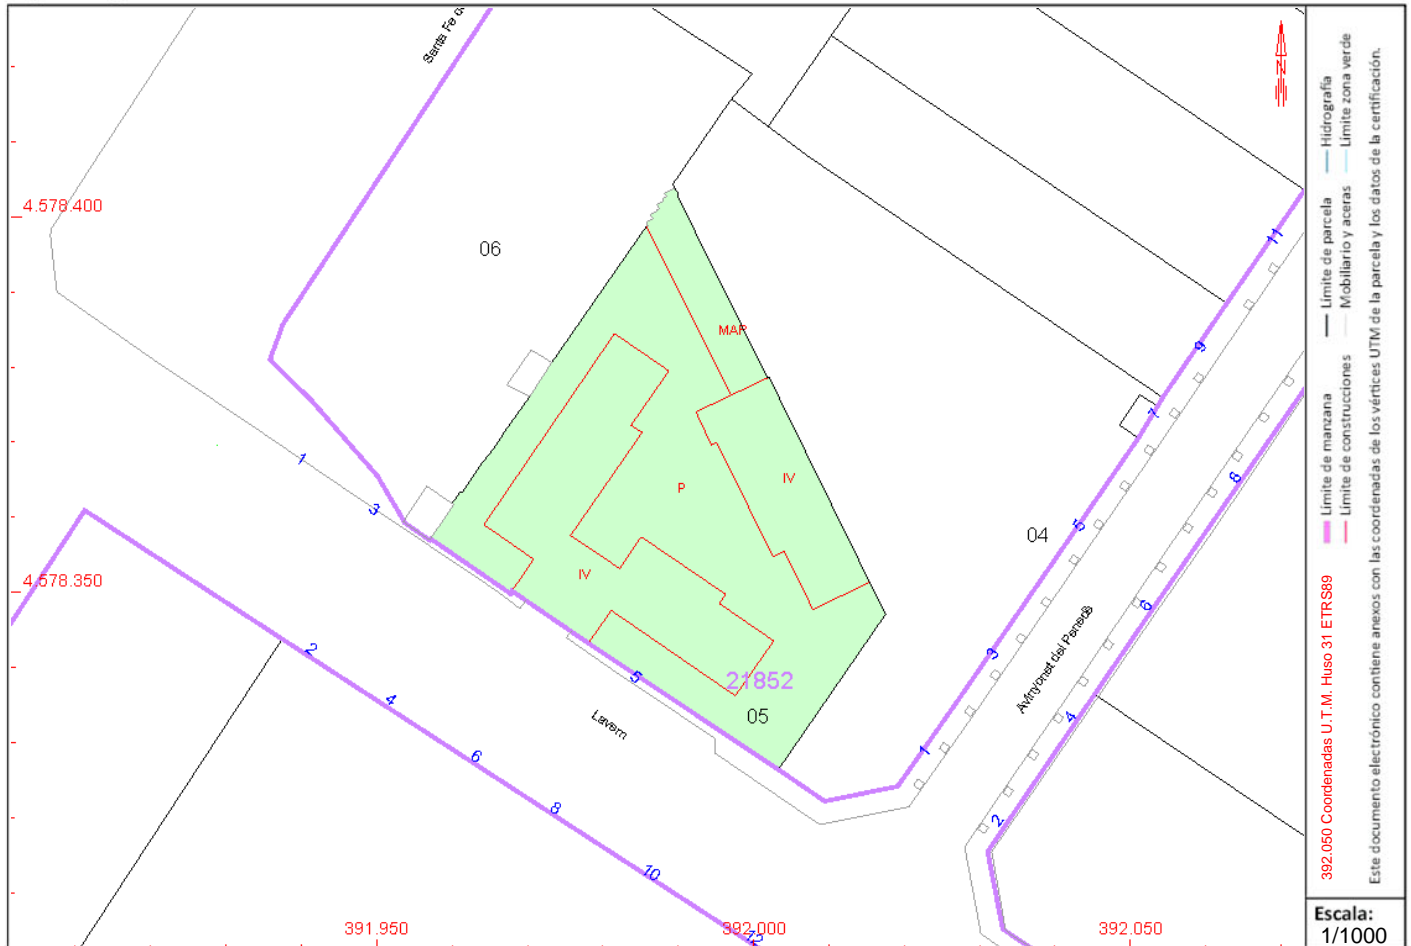 Santa Fe d
4.578.400
06
11
MAP
9
1
7
IV
P
3
5
04
8
4.578.350
IV
6
2
3
5
21852
4
05
4
Lavern
Avinyonet del Penedès
6
1
8
2
10
12
391.950
392.000
392.050
Límite de manzana
Límite de parcela
Hidrografía
Límite de construcciones
Mobiliario y aceras
Límite zona verde
392.050 Coordenadas U.T.M. Huso 31 ETRS89
Este documento electrónico contiene anexos con las coordenadas de los vértices UTM de la parcela y los datos de la certificación.
Escala:
1/1000